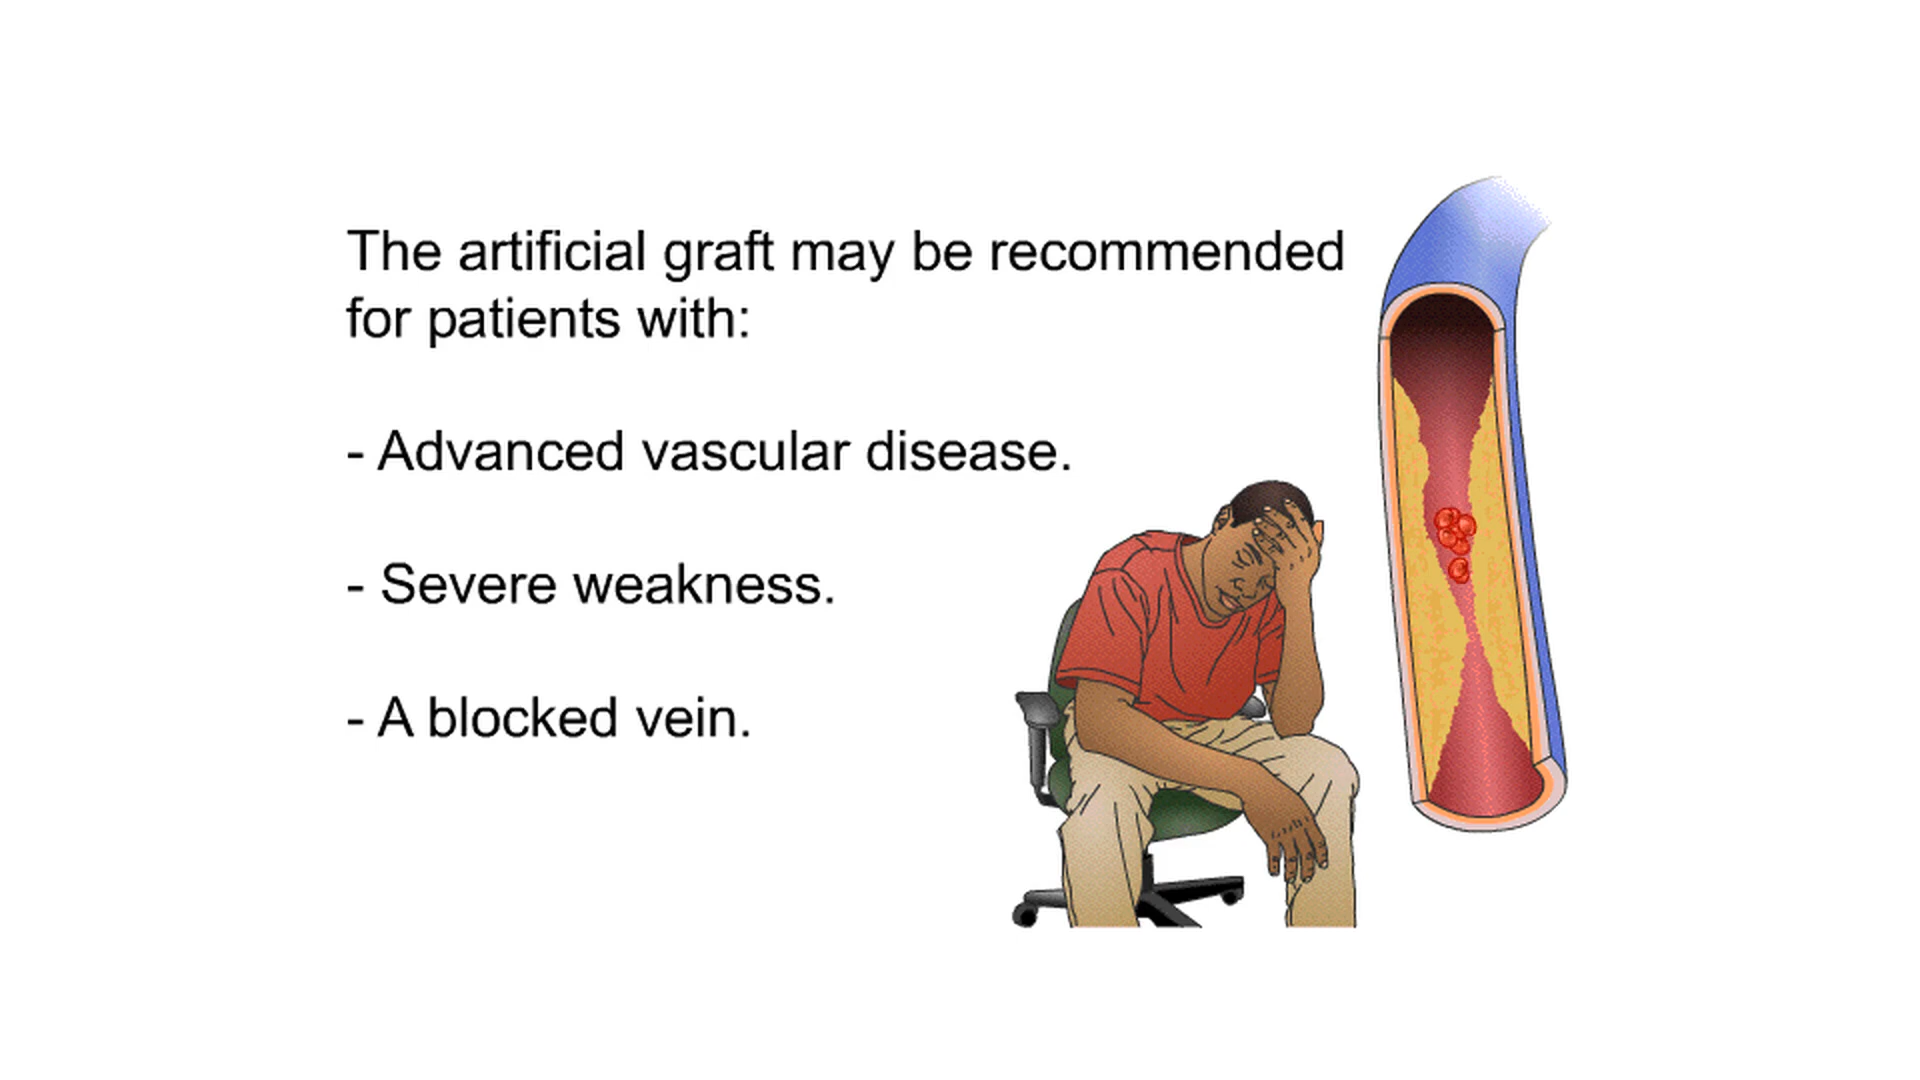 The artificial graft may be recommended
for patients with:
- Advanced vascular disease.
- Severe weakness.
- A blocked vein.